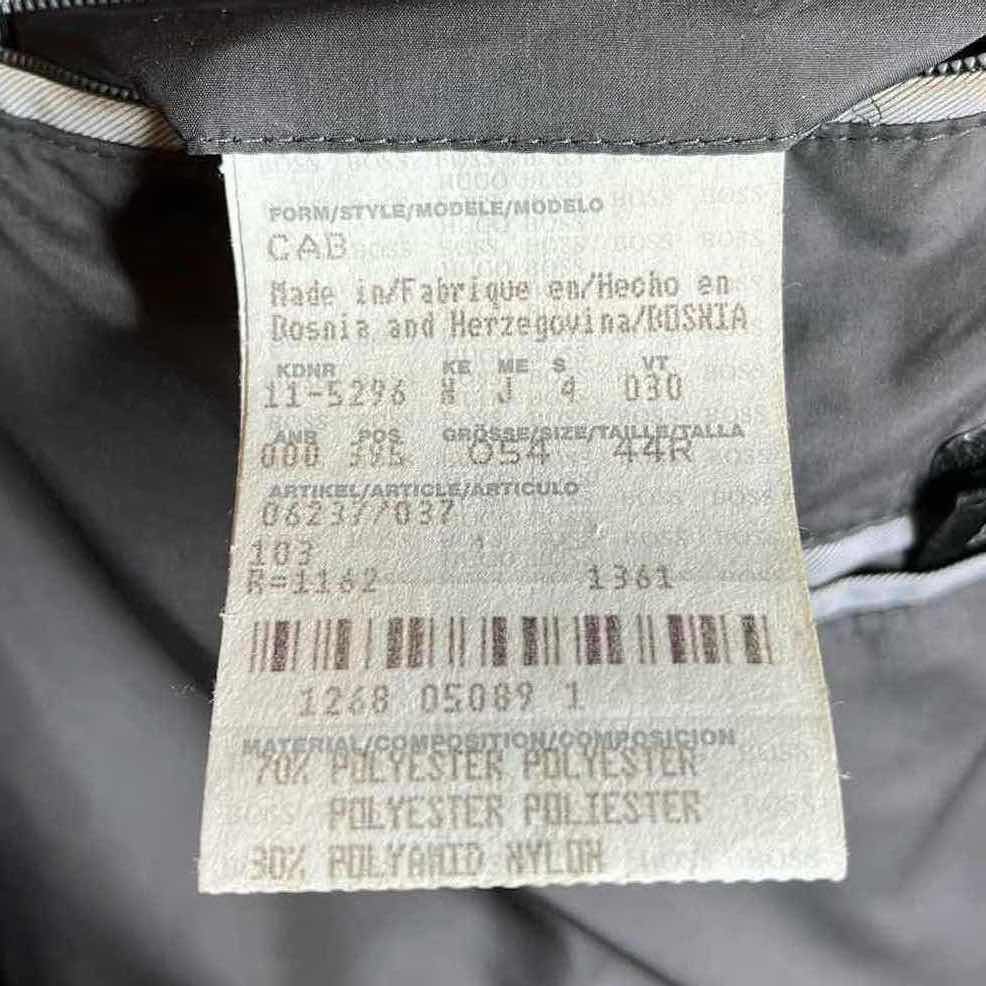 FORM/STYLE/MODELE/MODELO
CAB
Made in/Fabrique en/Hecho en
Bosnia and Herzegovina/BOSNIA
KDNR KE ME S VT
11-5296 H J 4 030
ANR POS GRÖSSE/SIZE/TAILLE/TALLA
000 395 054 44R
ARTIKEL/ARTICLE/ARTICULO
06237/037
103
R=1162 1361
1268 05089 1
MATERIAL/COMPOSITION/COMPOSICION
70% POLYESTER POLYESTER
POLYESTER POLIESTER
30% POLYAMID NYLON